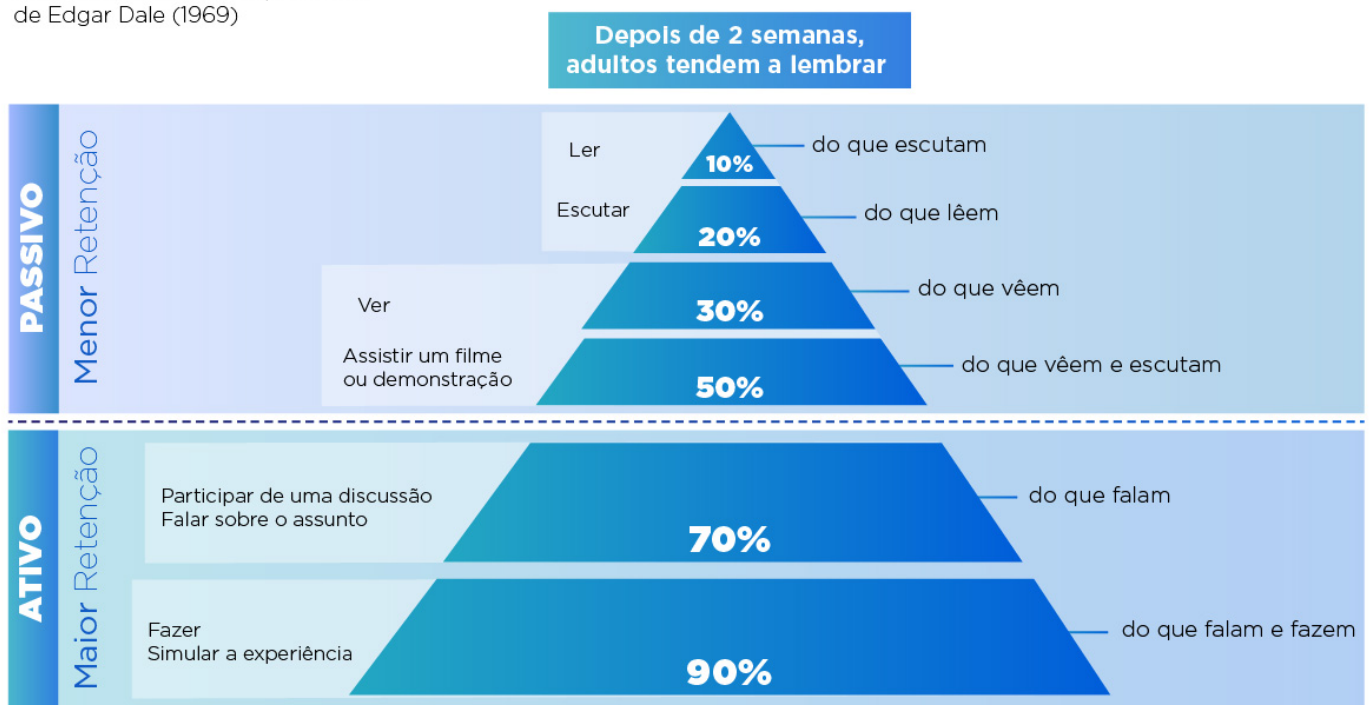 de Edgar Dale (1969)
Depois de 2 semanas,
adultos tendem a lembrar
PASSIVO
Menor Retenção
Ler
10%
do que escutam
Escutar
20%
do que lêem
Ver
30%
do que vêem
Assistir um filme
ou demonstração
50%
do que vêem e escutam
ATIVO
Maior Retenção
Participar de uma discussão
Falar sobre o assunto
70%
do que falam
Fazer
Simular a experiência
90%
do que falam e fazem